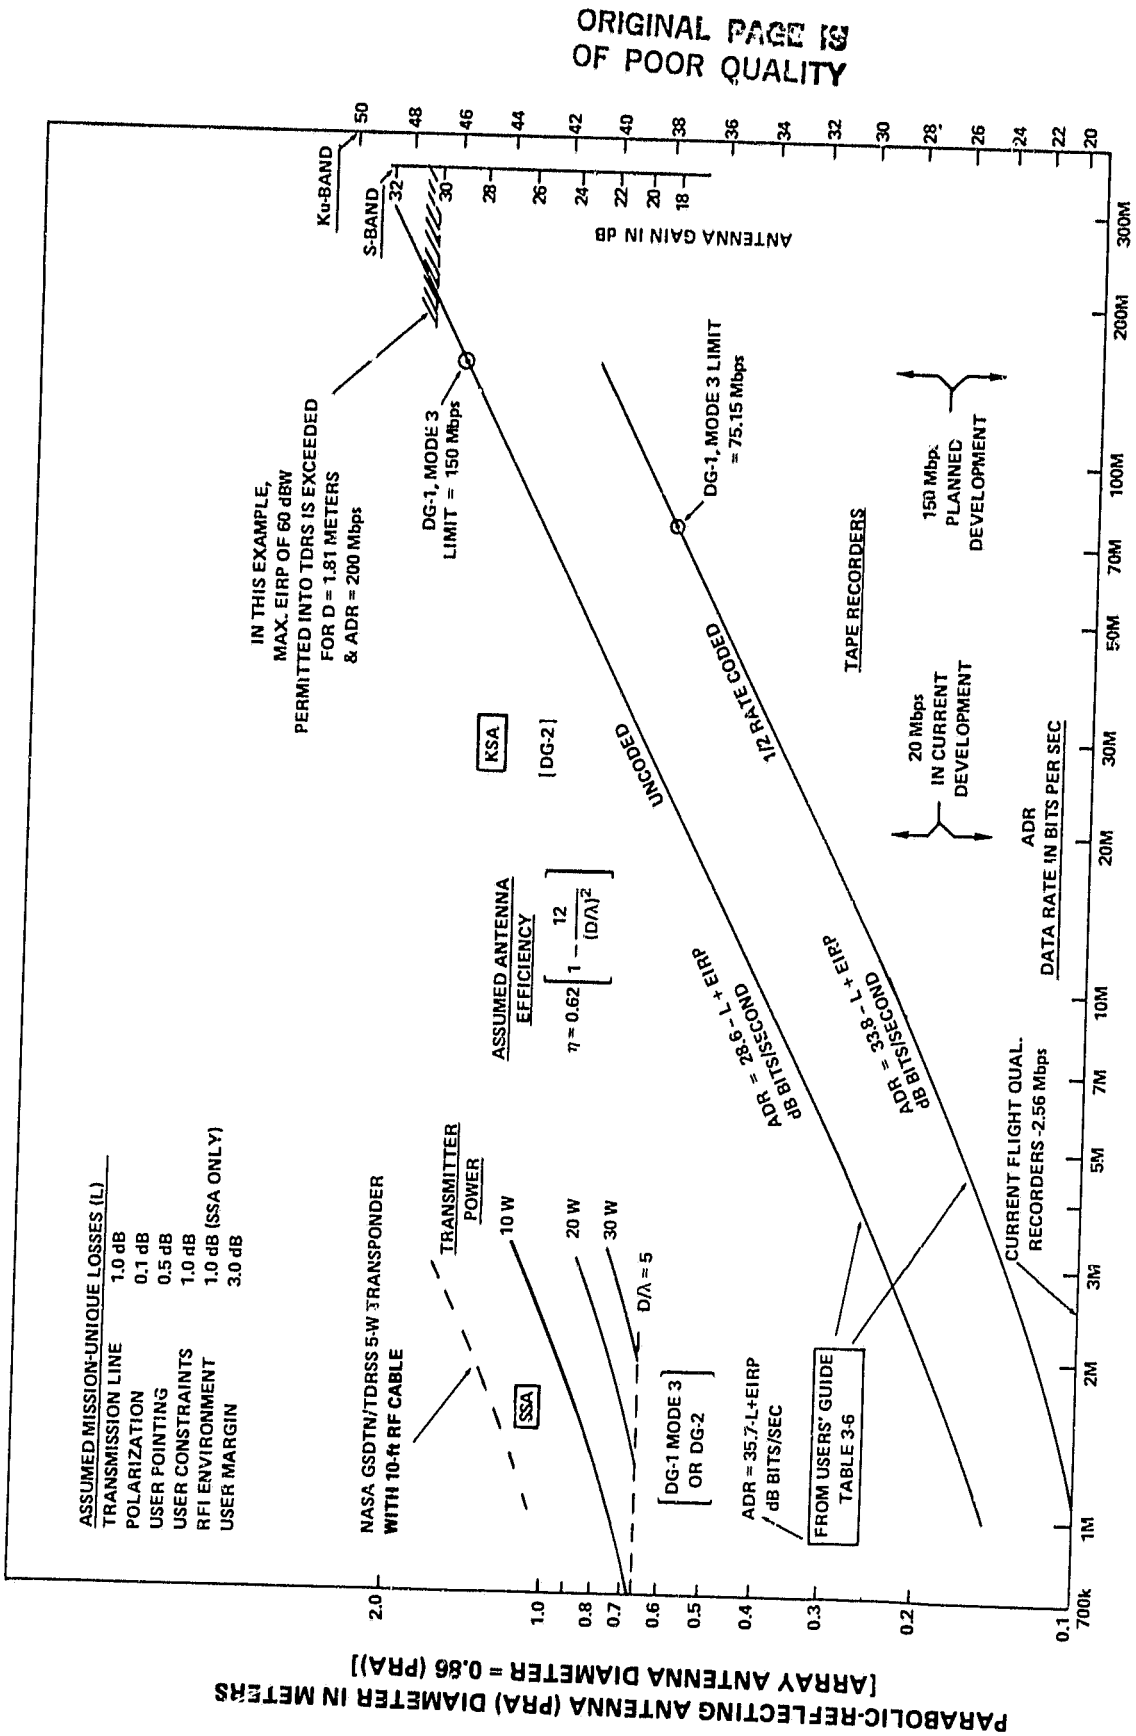 ORIGINAL PAGE IS
OF POOR QUALITY
ASSUMED MISSION-UNIQUE LOSSES (L)
TRANSMISSION LINE 1.0 dB
POLARIZATION 0.1 dB
USER POINTING 0.5 dB
USER CONSTRAINTS 1.0 dB
RFI ENVIRONMENT 1.0 dB (SSA ONLY)
USER MARGIN 3.0 dB
NASA GSDTN/TDRSS 5-W TRANSPONDER
WITH 10-ft RF CABLE
TRANSMITTER
POWER
10 W
20 W
30 W
SSA
D/λ = 5
[DG-1 MODE 3
OR DG-2]
ADR = 35.7-L+EIRP
dB BITS/SEC
FROM USERS' GUIDE
TABLE 3-6
ASSUMED ANTENNA
EFFICIENCY
η = 0.62 [1 − 12
(D/λ)²]
KSA
[DG-2]
IN THIS EXAMPLE,
MAX. EIRP OF 60 dBW
PERMITTED INTO TDRS IS EXCEEDED
FOR D = 1.81 METERS
& ADR = 200 Mbps
DG-1, MODE 3
LIMIT = 150 Mbps
UNCODED
ADR = 28.6 – L + EIRP
dB BITS/SECOND
1/2 RATE CODED
ADR = 33.8 – L + EIRP
dB BITS/SECOND
DG-1, MODE 3 LIMIT
= 75.15 Mbps
TAPE RECORDERS
CURRENT FLIGHT QUAL.
RECORDERS -2.56 Mbps
20 Mbps
IN CURRENT
DEVELOPMENT
150 Mbps
PLANNED
DEVELOPMENT
Ku-BAND
50
48
46
44
42
40
38
36
34
32
30
28
26
24
22
20
S-BAND
32
30
28
26
24
22
20
18
ANTENNA GAIN IN dB
2.0
1.0
0.8
0.7
0.6
0.5
0.4
0.3
0.2
0.1
PARABOLIC-REFLECTING ANTENNA (PRA) DIAMETER IN METERS
[ARRAY ANTENNA DIAMETER = 0.86 (PRA)]
700k
1M
2M
3M
5M
7M
10M
20M
30M
50M
70M
100M
200M
300M
ADR
DATA RATE IN BITS PER SEC